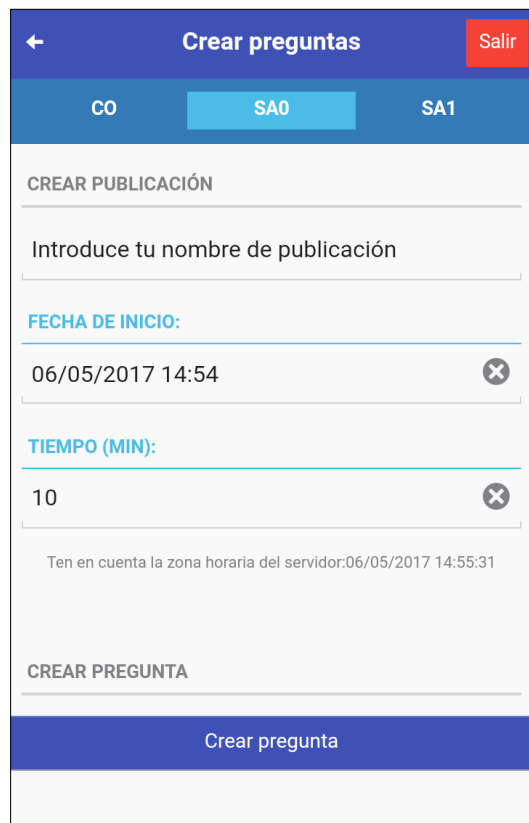 Crear preguntas
Salir
CO
SA0
SA1
CREAR PUBLICACIÓN
Introduce tu nombre de publicación
FECHA DE INICIO:
06/05/2017 14:54
TIEMPO (MIN):
10
Ten en cuenta la zona horaria del servidor:06/05/2017 14:55:31
CREAR PREGUNTA
Crear pregunta